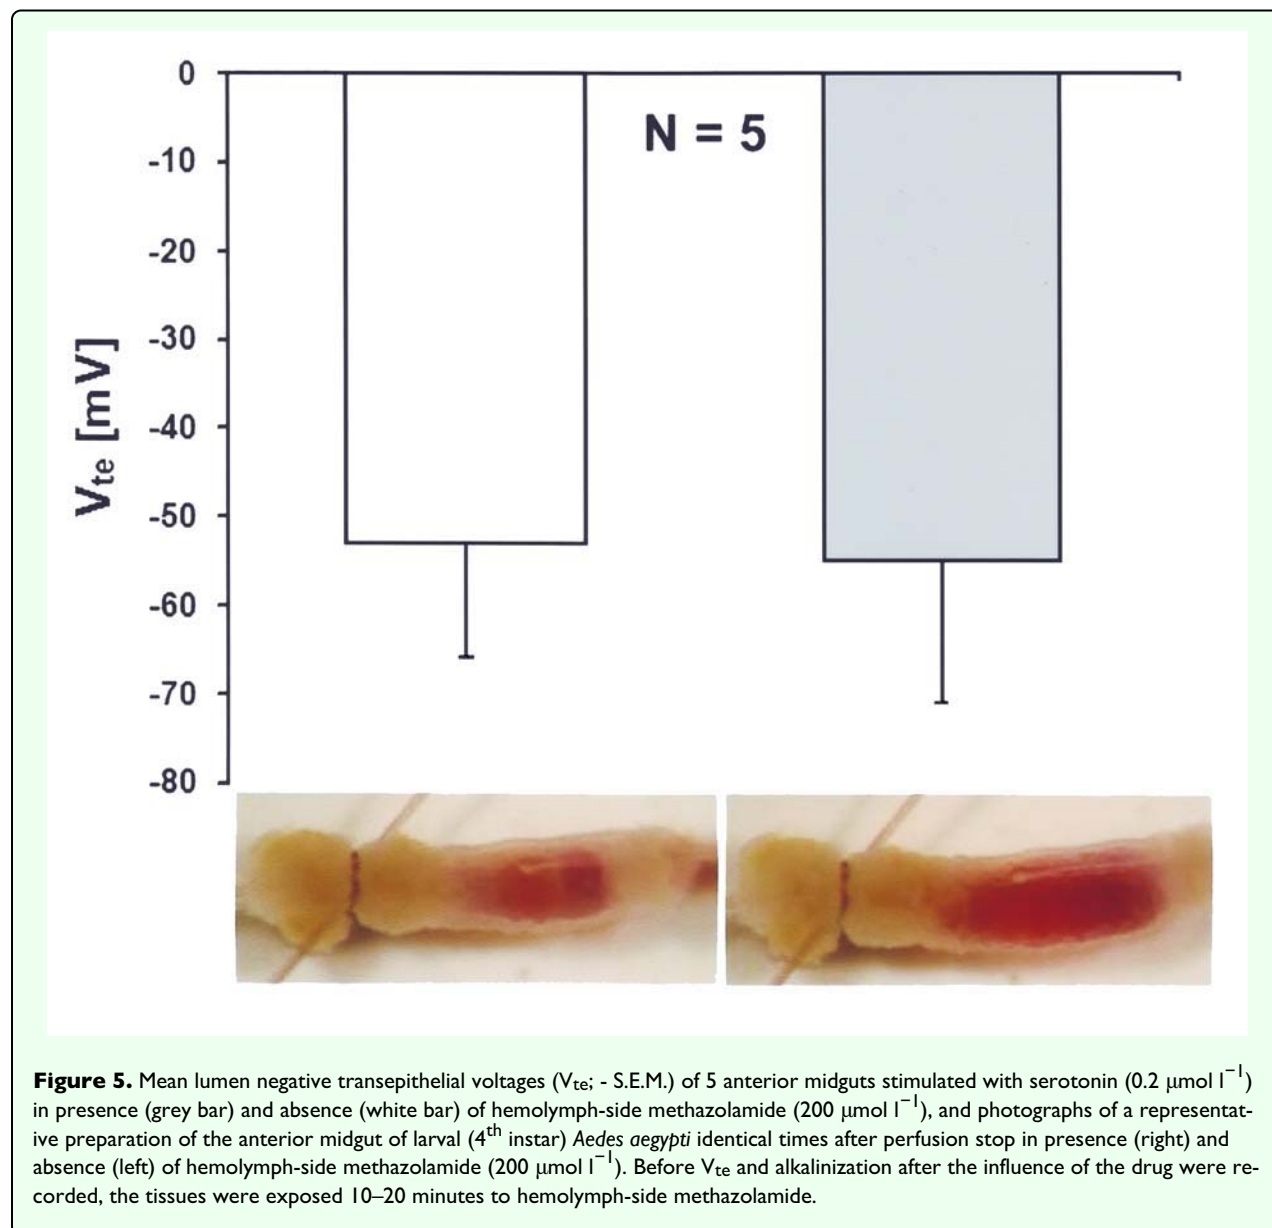 0
N = 5
-10
-20
-30
-40
-50
-60
-70
-80
Vte [mV]
Figure 5. Mean lumen negative transepithelial voltages (Vte; - S.E.M.) of 5 anterior midguts stimulated with serotonin (0.2 μmol l−1)
in presence (grey bar) and absence (white bar) of hemolymph-side methazolamide (200 μmol l−1), and photographs of a representat-
ive preparation of the anterior midgut of larval (4th instar) Aedes aegypti identical times after perfusion stop in presence (right) and
absence (left) of hemolymph-side methazolamide (200 μmol l−1). Before Vte and alkalinization after the influence of the drug were re-
corded, the tissues were exposed 10–20 minutes to hemolymph-side methazolamide.